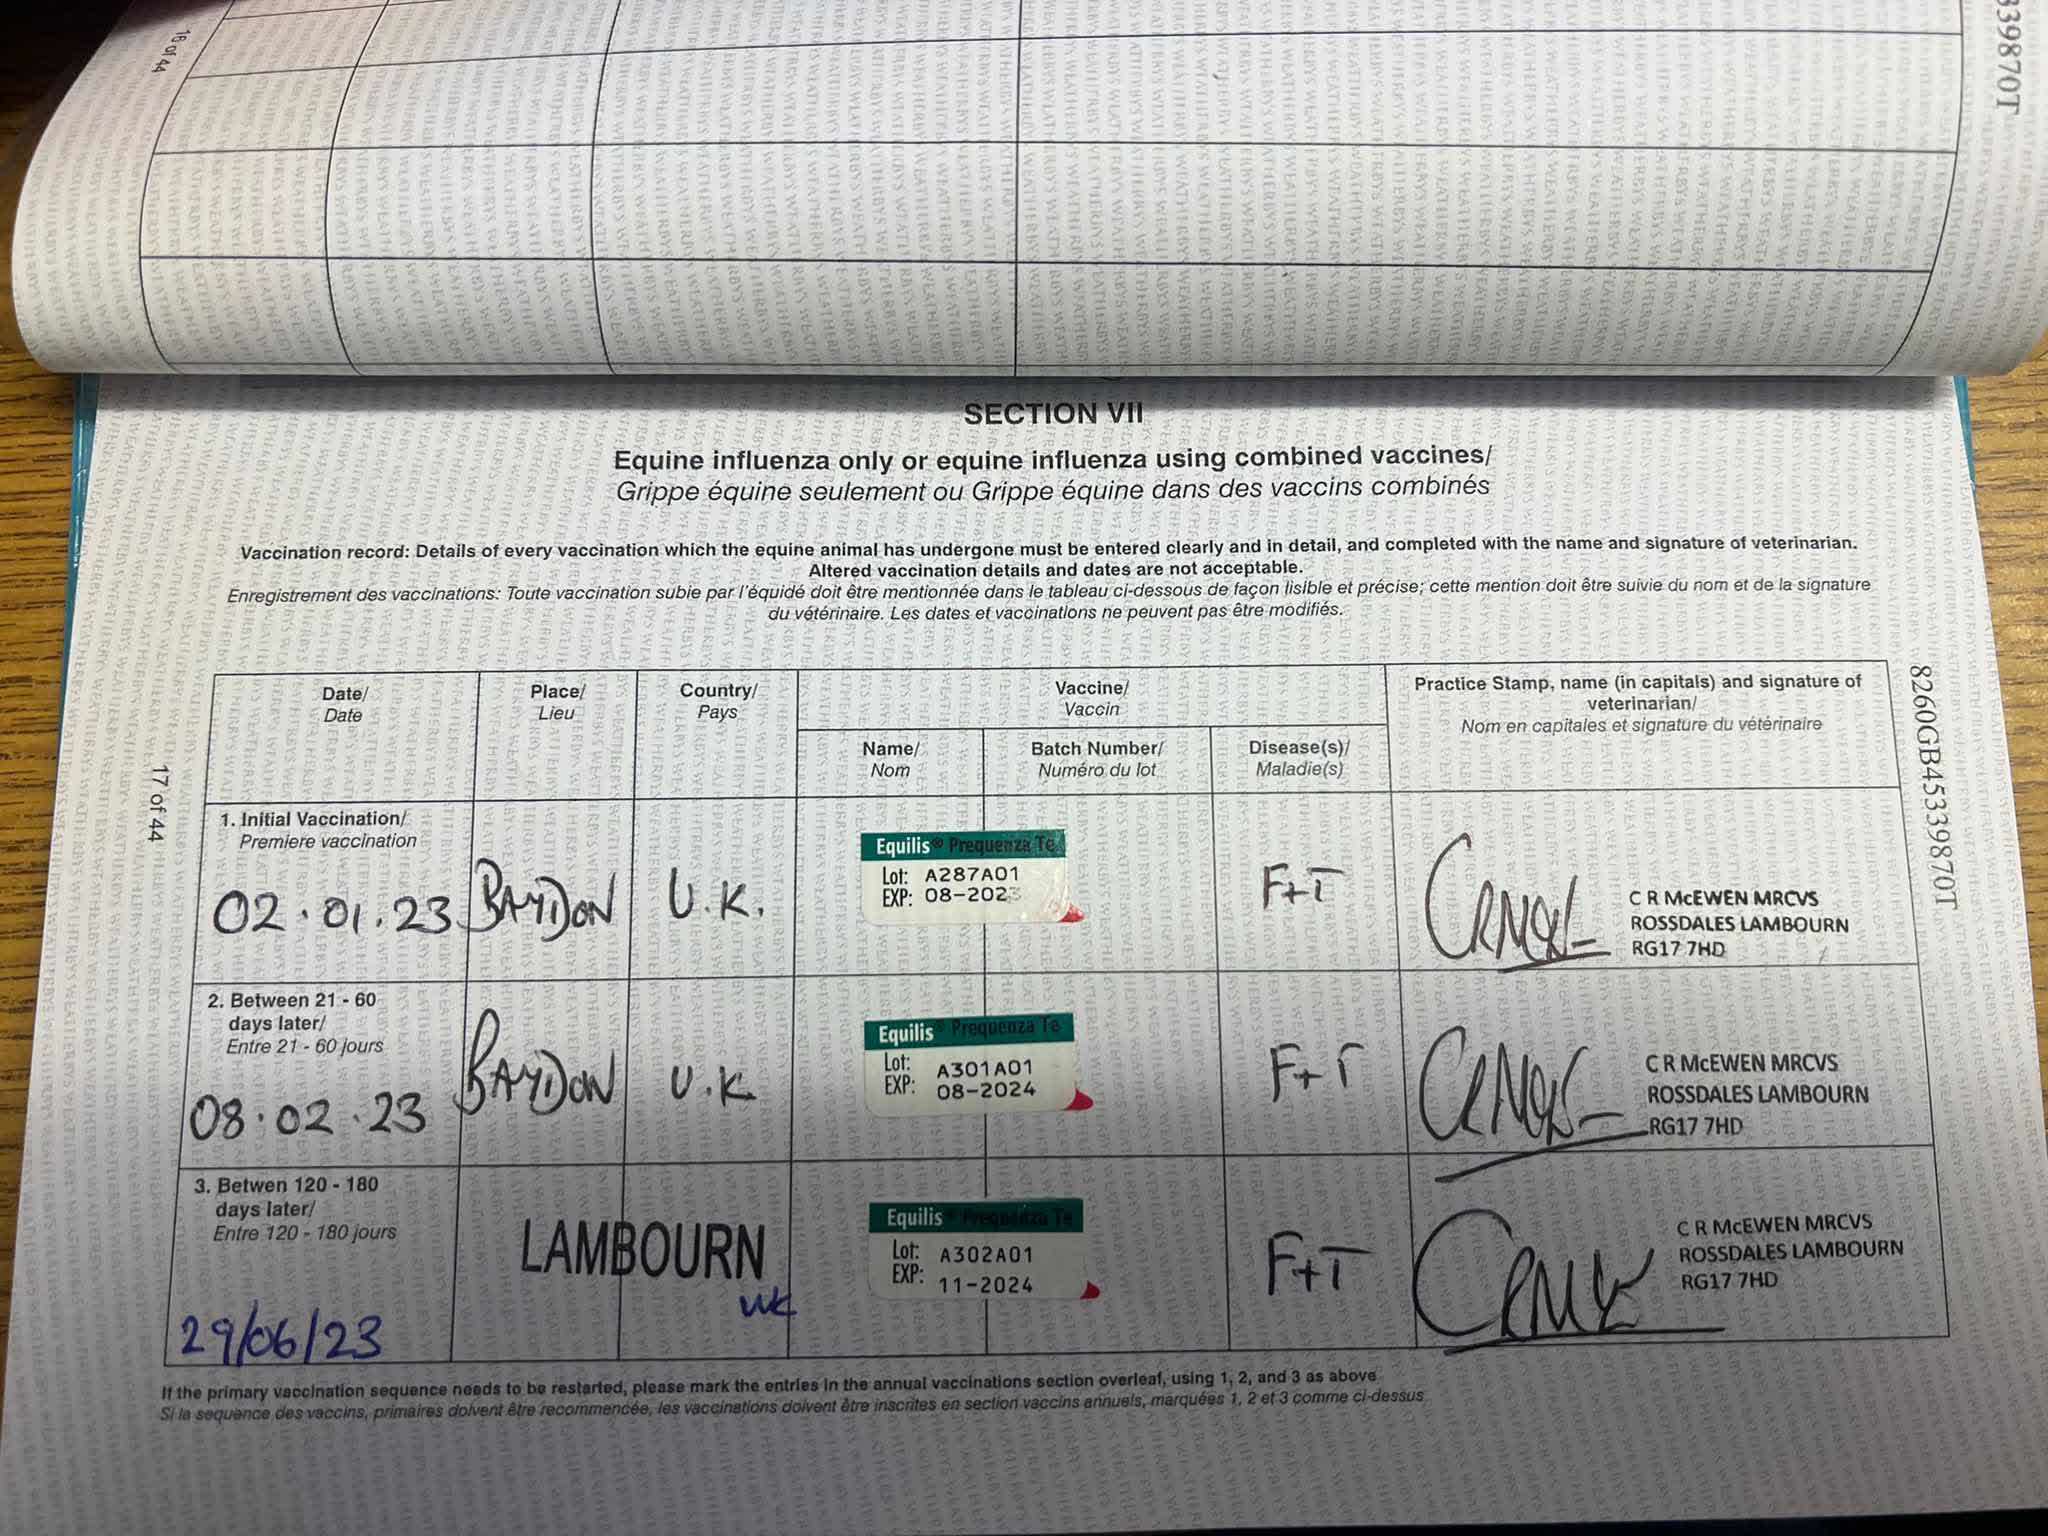 16 of 44
339870T
SECTION VII
Equine influenza only or equine influenza using combined vaccines/
Grippe équine seulement ou Grippe équine dans des vaccins combinés
Vaccination record: Details of every vaccination which the equine animal has undergone must be entered clearly and in detail, and completed with the name and signature of veterinarian.
Altered vaccination details and dates are not acceptable.
Enregistrement des vaccinations: Toute vaccination subie par l'équidé doit être mentionnée dans le tableau ci-dessous de façon lisible et précise; cette mention doit être suivie du nom et de la signature
du vétérinaire. Les dates et vaccinations ne peuvent pas être modifiés.
17 of 44
8260GB45339870T
Date/
Date
Place/
Lieu
Country/
Pays
Vaccine/
Vaccin
Name/
Nom
Batch Number/
Numéro du lot
Disease(s)/
Maladie(s)
Practice Stamp, name (in capitals) and signature of
veterinarian/
Nom en capitales et signature du vétérinaire
1. Initial Vaccination/
Premiere vaccination
02.01.23
BAYDON
U.K.
Equilis® Prequenza Te
Lot: A287A01
EXP: 08-2023
F+T
C R McEWEN MRCVS
ROSSDALES LAMBOURN
RG17 7HD
2. Between 21 - 60
days later/
Entre 21 - 60 jours
08.02.23
BAYDON
U.K
Equilis® Prequenza Te
Lot: A301A01
EXP: 08-2024
F+T
C R McEWEN MRCVS
ROSSDALES LAMBOURN
RG17 7HD
3. Betwen 120 - 180
days later/
Entre 120 - 180 jours
29/06/23
LAMBOURN
UK
Equilis® Prequenza Te
Lot: A302A01
EXP: 11-2024
F+T
C R McEWEN MRCVS
ROSSDALES LAMBOURN
RG17 7HD
If the primary vaccination sequence needs to be restarted, please mark the entries in the annual vaccinations section overleaf, using 1, 2, and 3 as above
Si la sequence des vaccins, primaires doivent être recommencée, les vaccinations doivent être inscrites en section vaccins annuels, marquées 1, 2 et 3 comme ci-dessus